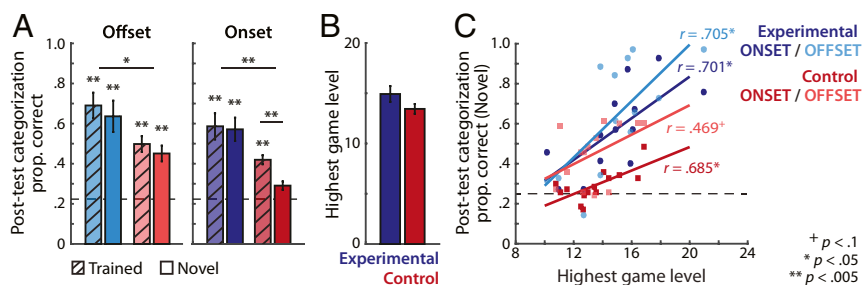 A
Offset
Onset
Post-test categorization
prop. correct
1.0
.8
.6
.4
.2
0
*
**
** ** ** **
** ** ** **
Trained
Novel
B
Highest game level
20
15
10
5
0
Experimental
Control
C
Post-test categorization
prop. correct (Novel)
1.0
.8
.6
.4
.2
0
8 12 16 20 24
Highest game level
r = .705*
r = .701*
r = .469+
r = .685*
Experimental
ONSET / OFFSET
Control
ONSET / OFFSET
+ p < .1
* p < .05
** p < .005